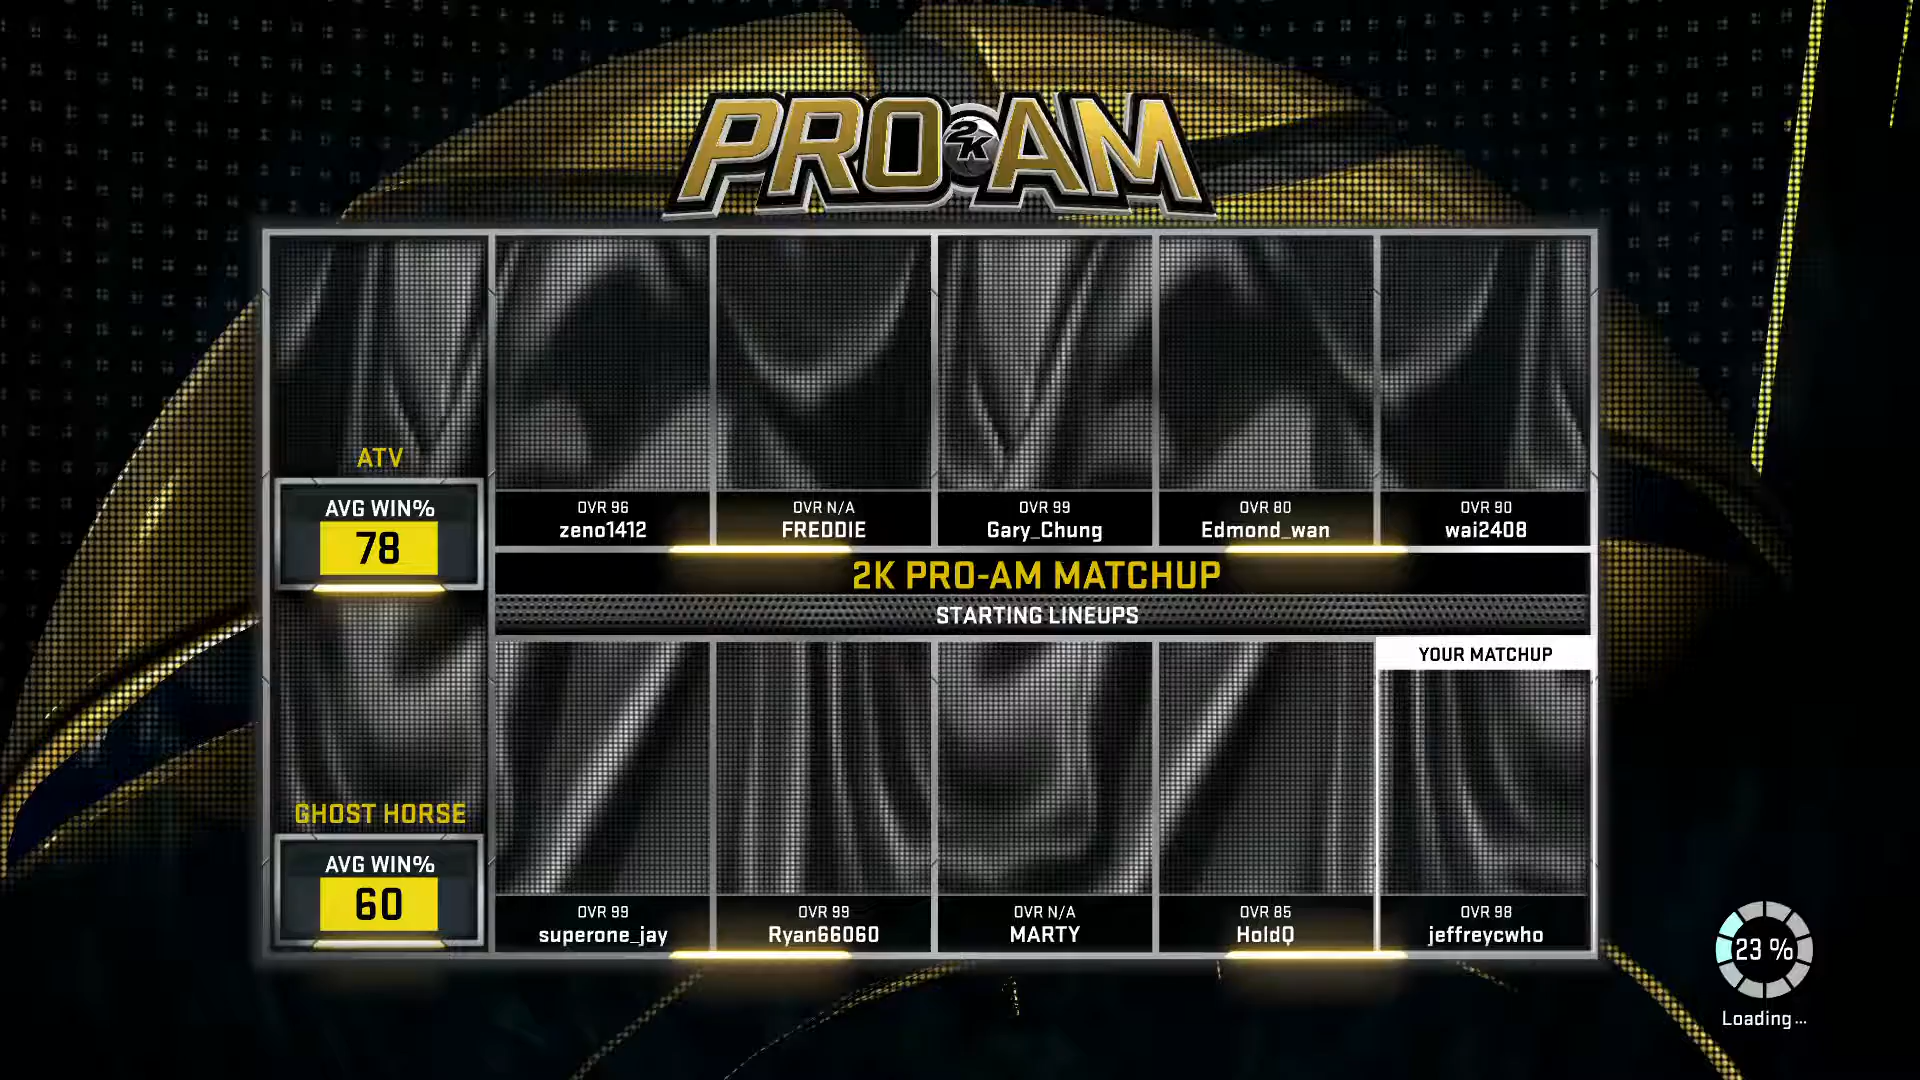 PRO 2K AM
ATV
AVG WIN%
78
OVR 96
zeno1412
OVR N/A
FREDDIE
OVR 99
Gary_Chung
OVR 80
Edmond_wan
OVR 90
wai2408
2K PRO-AM MATCHUP
STARTING LINEUPS
YOUR MATCHUP
GHOST HORSE
AVG WIN%
60
OVR 99
superone_jay
OVR 99
Ryan66060
OVR N/A
MARTY
OVR 85
HoldQ
OVR 98
jeffreycwho
23 %
Loading...